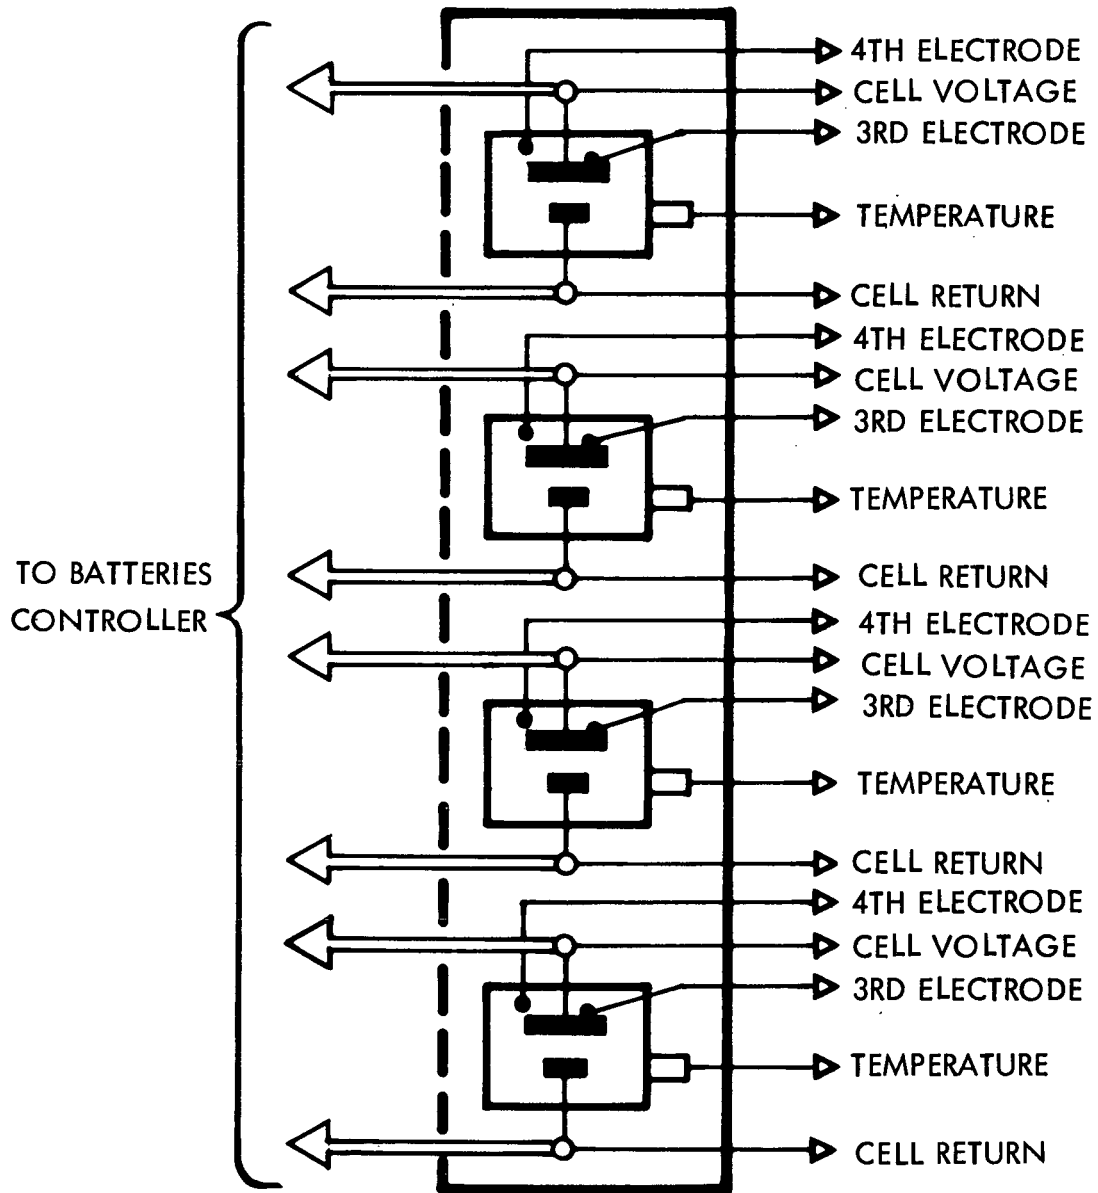 4TH ELECTRODE
CELL VOLTAGE
3RD ELECTRODE
TEMPERATURE
CELL RETURN
4TH ELECTRODE
CELL VOLTAGE
3RD ELECTRODE
TEMPERATURE
TO BATTERIES
CONTROLLER
CELL RETURN
4TH ELECTRODE
CELL VOLTAGE
3RD ELECTRODE
TEMPERATURE
CELL RETURN
4TH ELECTRODE
CELL VOLTAGE
3RD ELECTRODE
TEMPERATURE
CELL RETURN